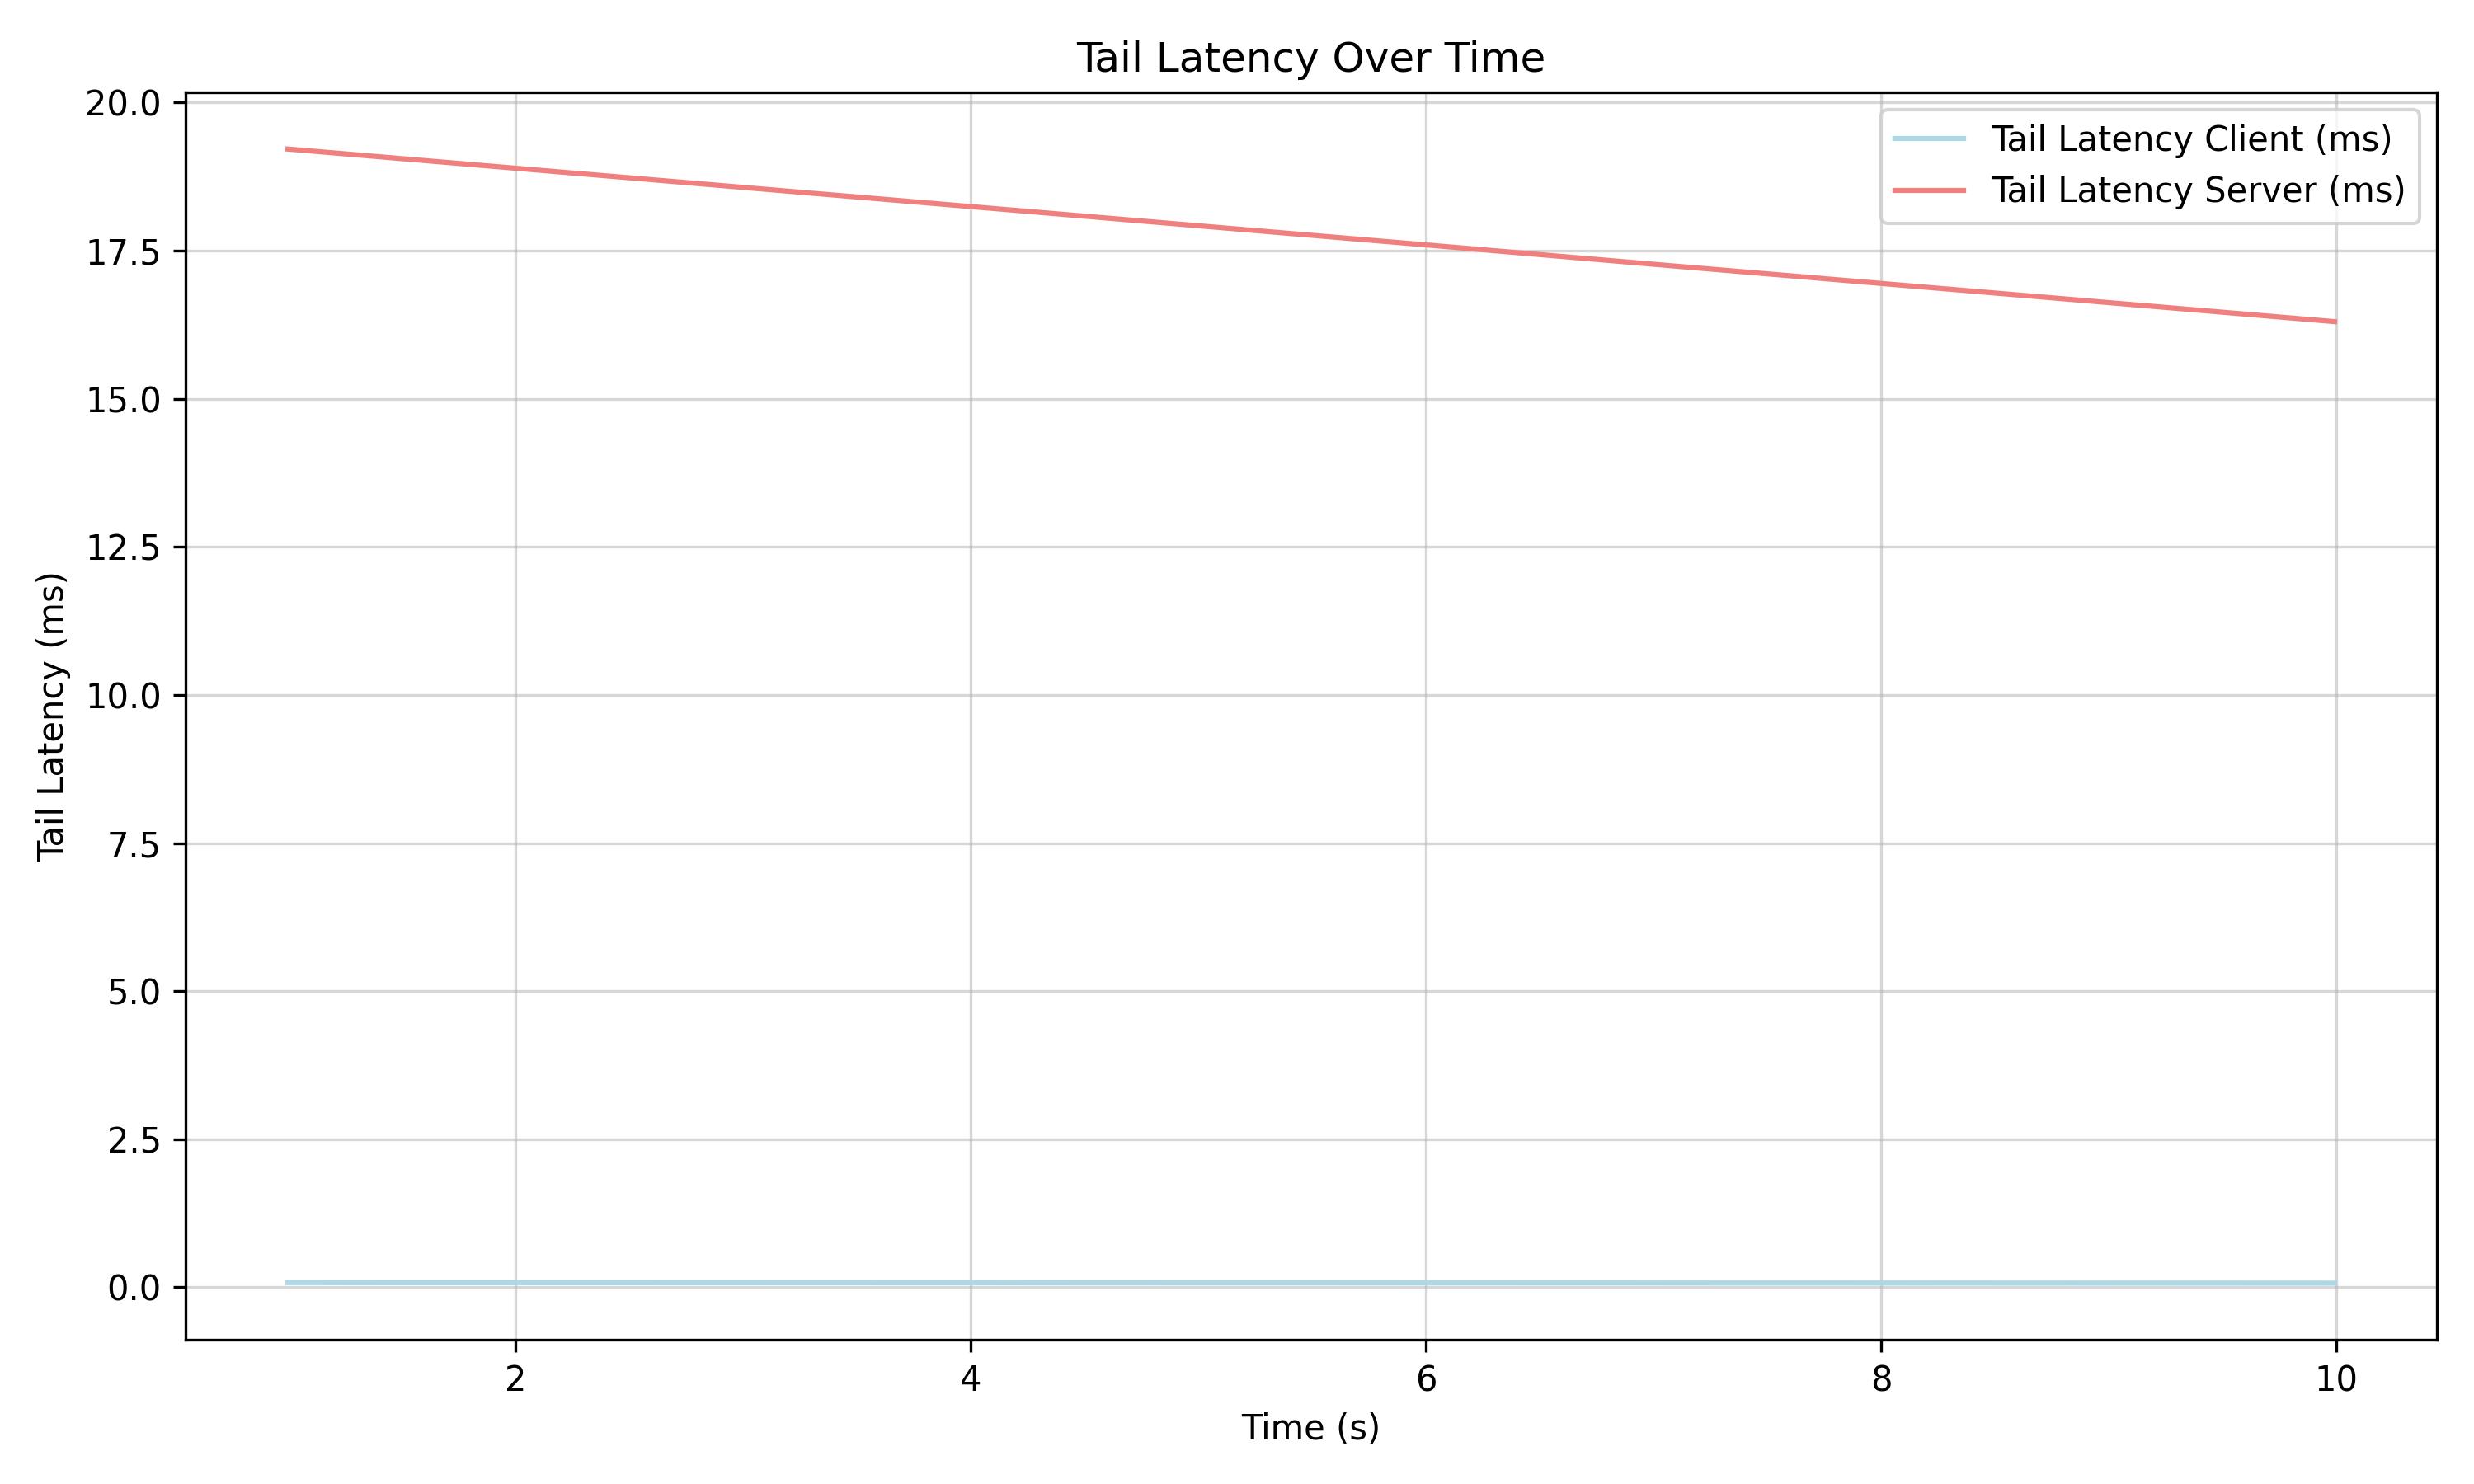 Tail Latency Over Time
Tail Latency Client (ms)
Tail Latency Server (ms)
20.0
17.5
15.0
12.5
10.0
7.5
5.0
2.5
0.0
Tail Latency (ms)
2 4 6 8 10
Time (s)